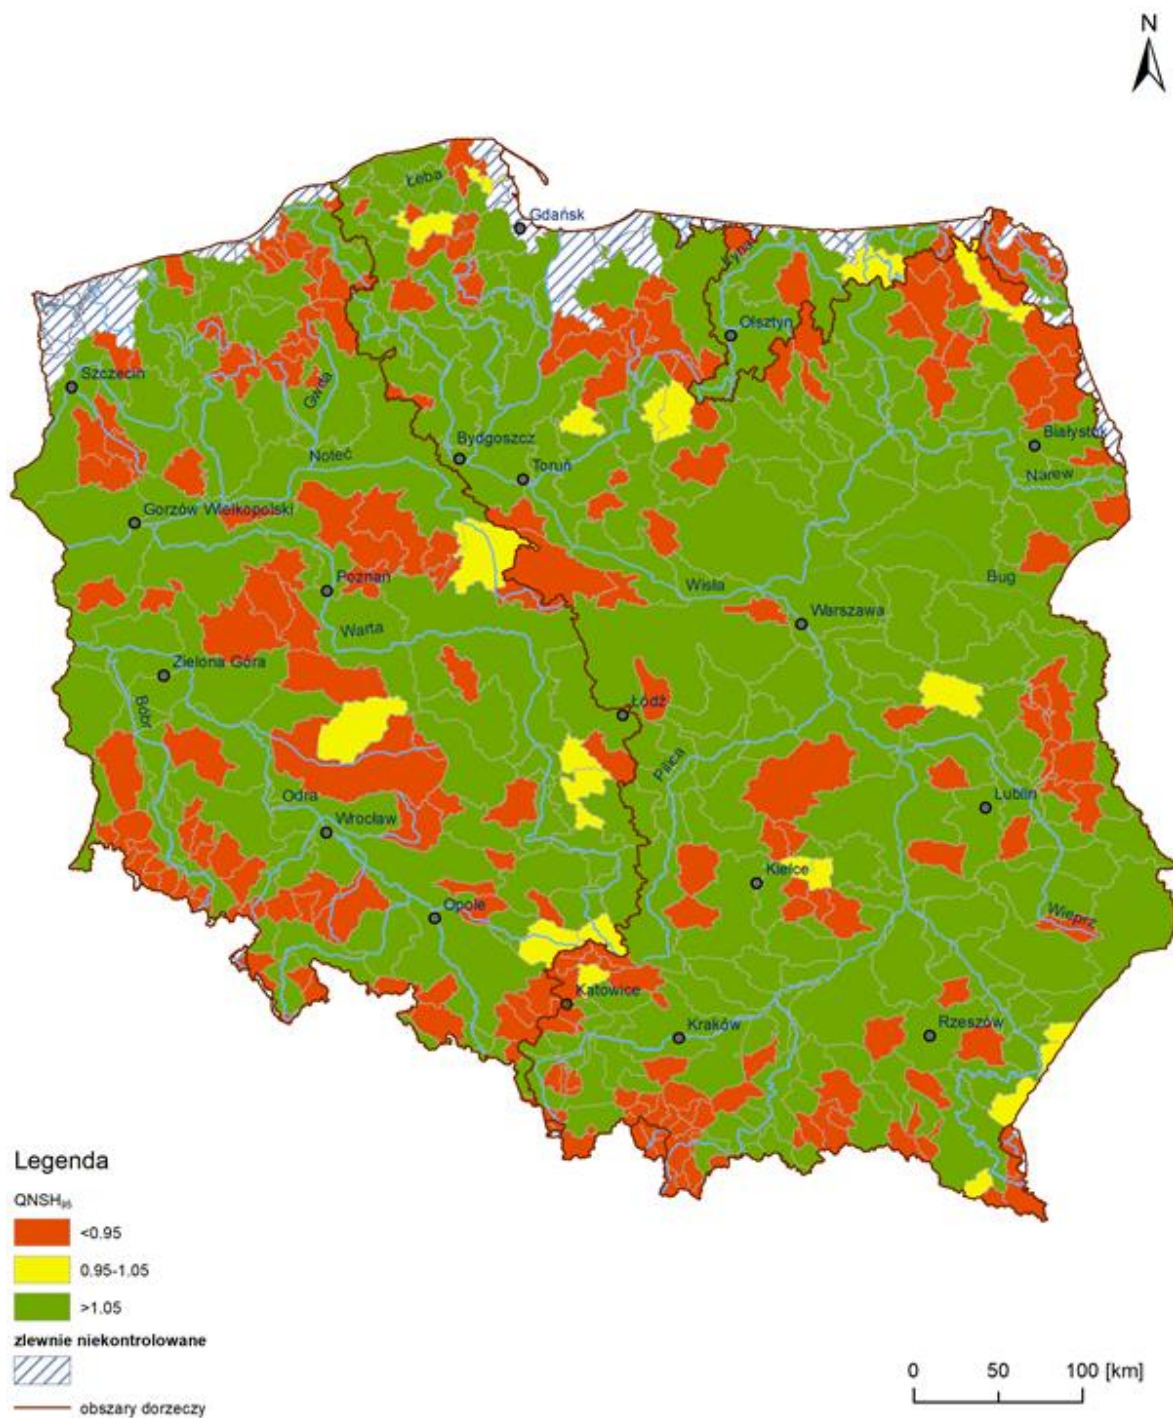 N
Łeba
Gdańsk
Łyna
Olsztyn
Szczecin
Gwda
Bydgoszcz
Białystok
Noteć
Toruń
Narew
Gorzów Wielkopolski
Poznań
Wisła
Bug
Warszawa
Warta
Zielona Góra
Bóbr
Łódź
Pilica
Odra
Lublin
Wrocław
Kielce
Opole
Wieprz
Katowice
Kraków
Rzeszów
Legenda
QNSH95
<0.95
0.95-1.05
>1.05
zlewnie niekontrolowane
obszary dorzeczy
0 50 100 [km]